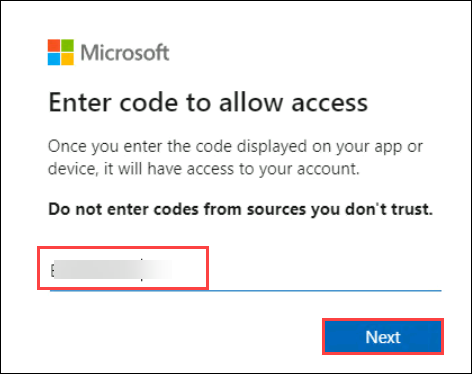 Microsoft
Enter code to allow access
Once you enter the code displayed on your app or
device, it will have access to your account.
Do not enter codes from sources you don't trust.
Next